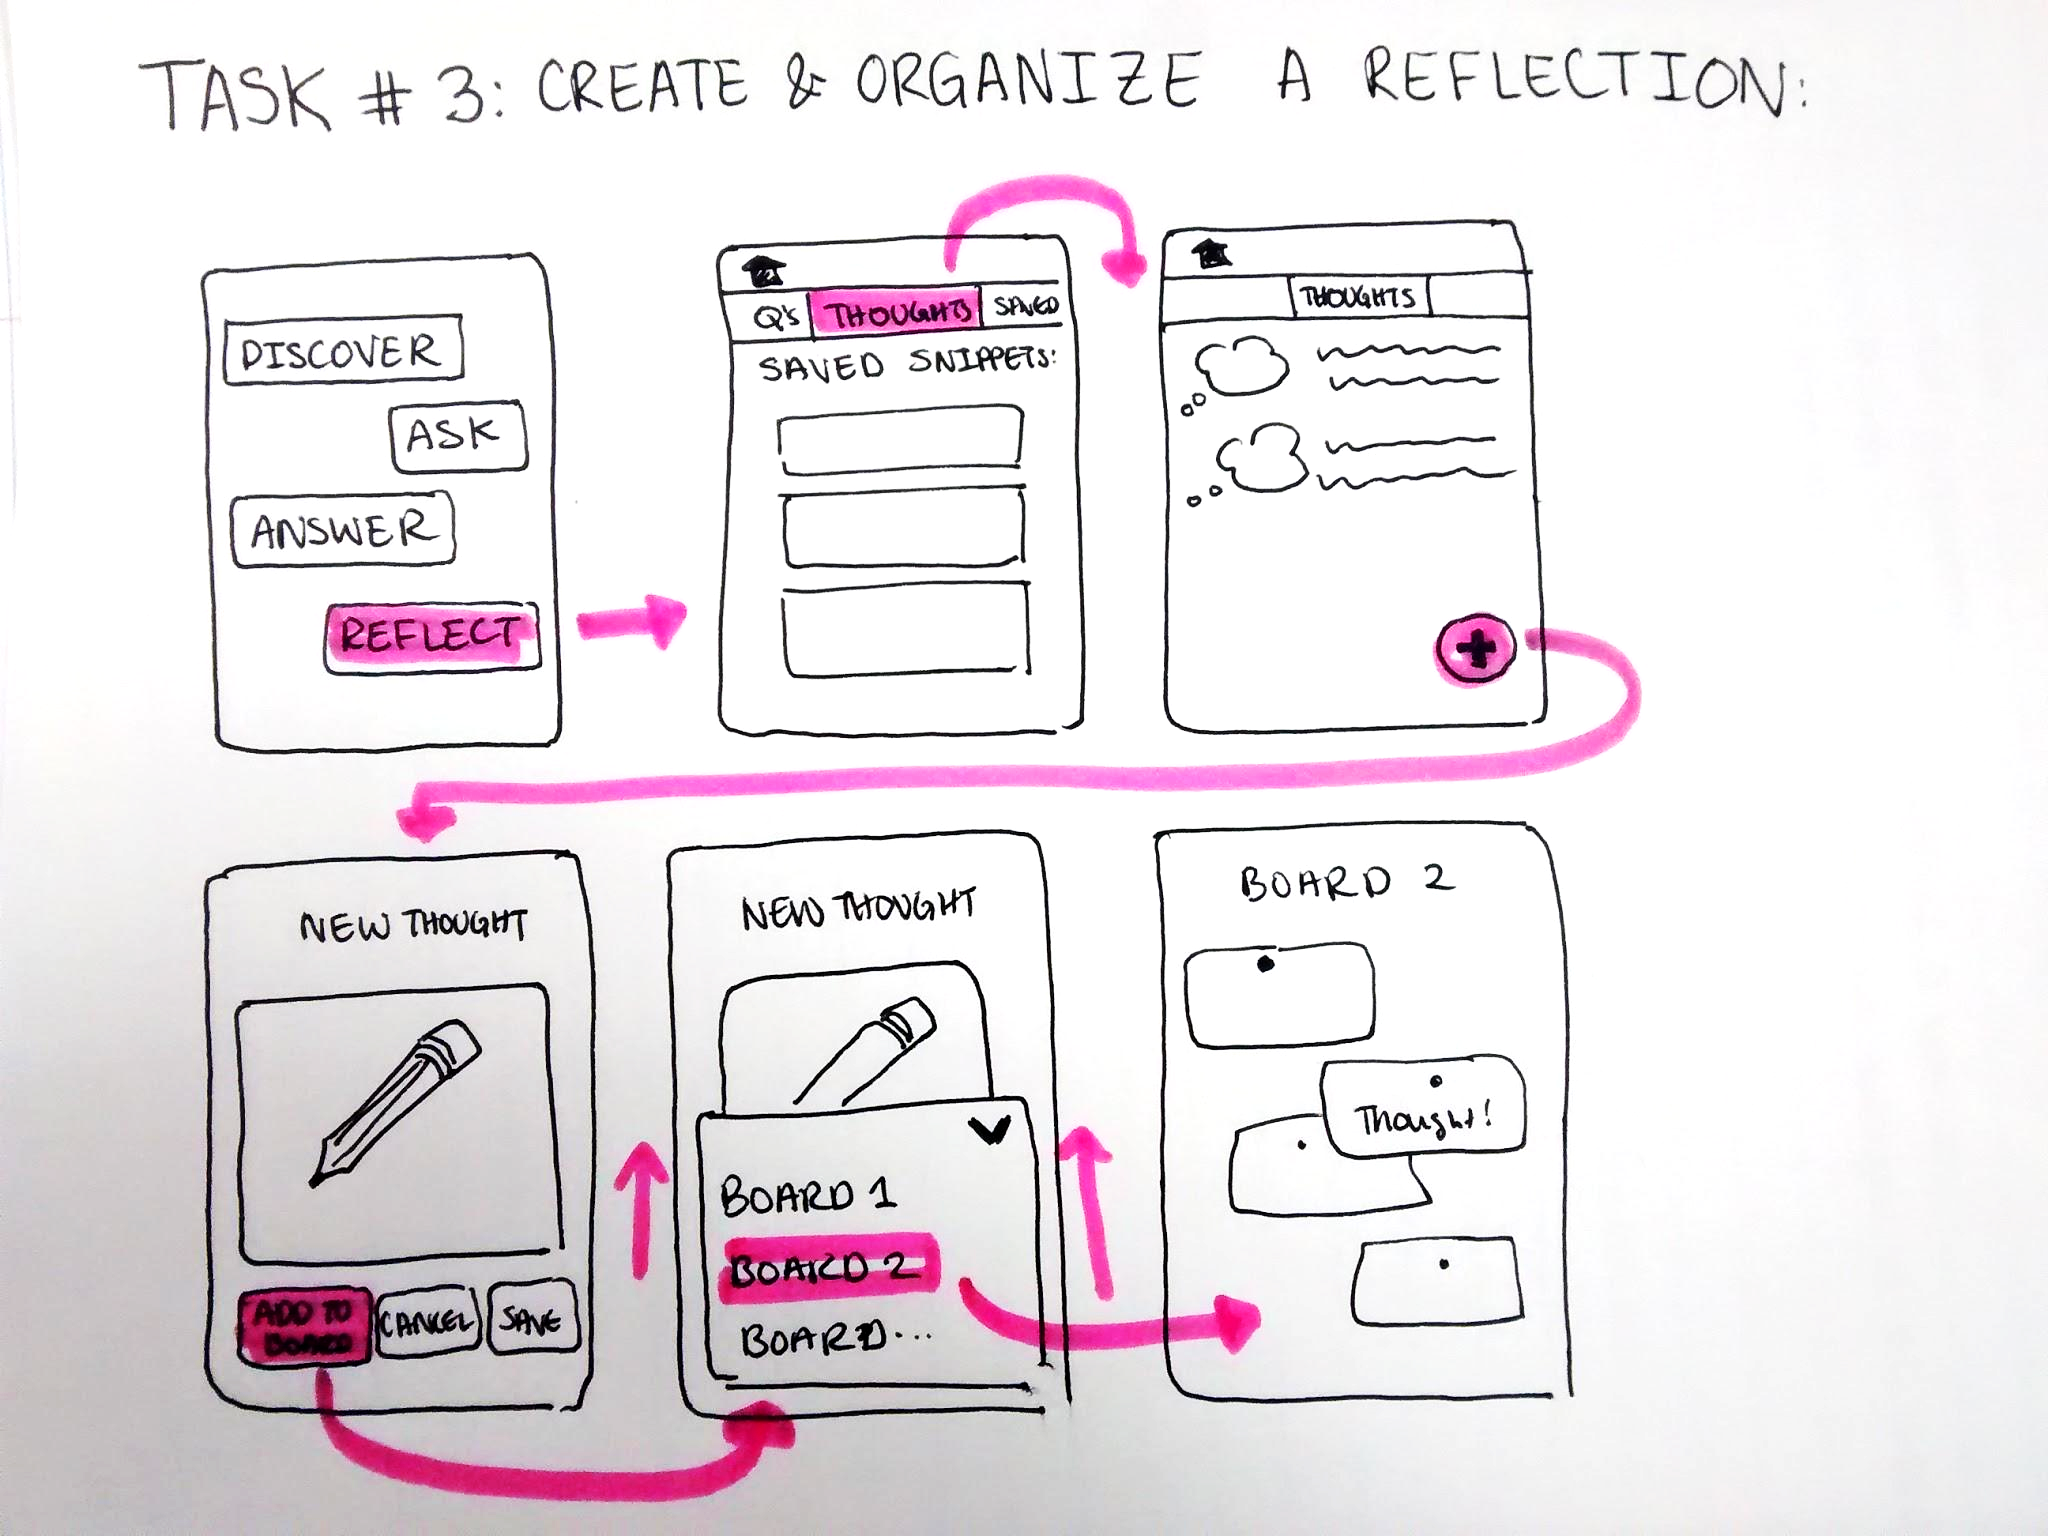 TASK # 3: CREATE & ORGANIZE A REFLECTION:
DISCOVER
ASK
ANSWER
REFLECT
Q's THOUGHTS SAVED
SAVED SNIPPETS:
THOUGHTS
NEW THOUGHT
ADD TO
BOARD
CANCEL
SAVE
NEW THOUGHT
BOARD 1
BOARD 2
BOARD...
BOARD 2
Thought!